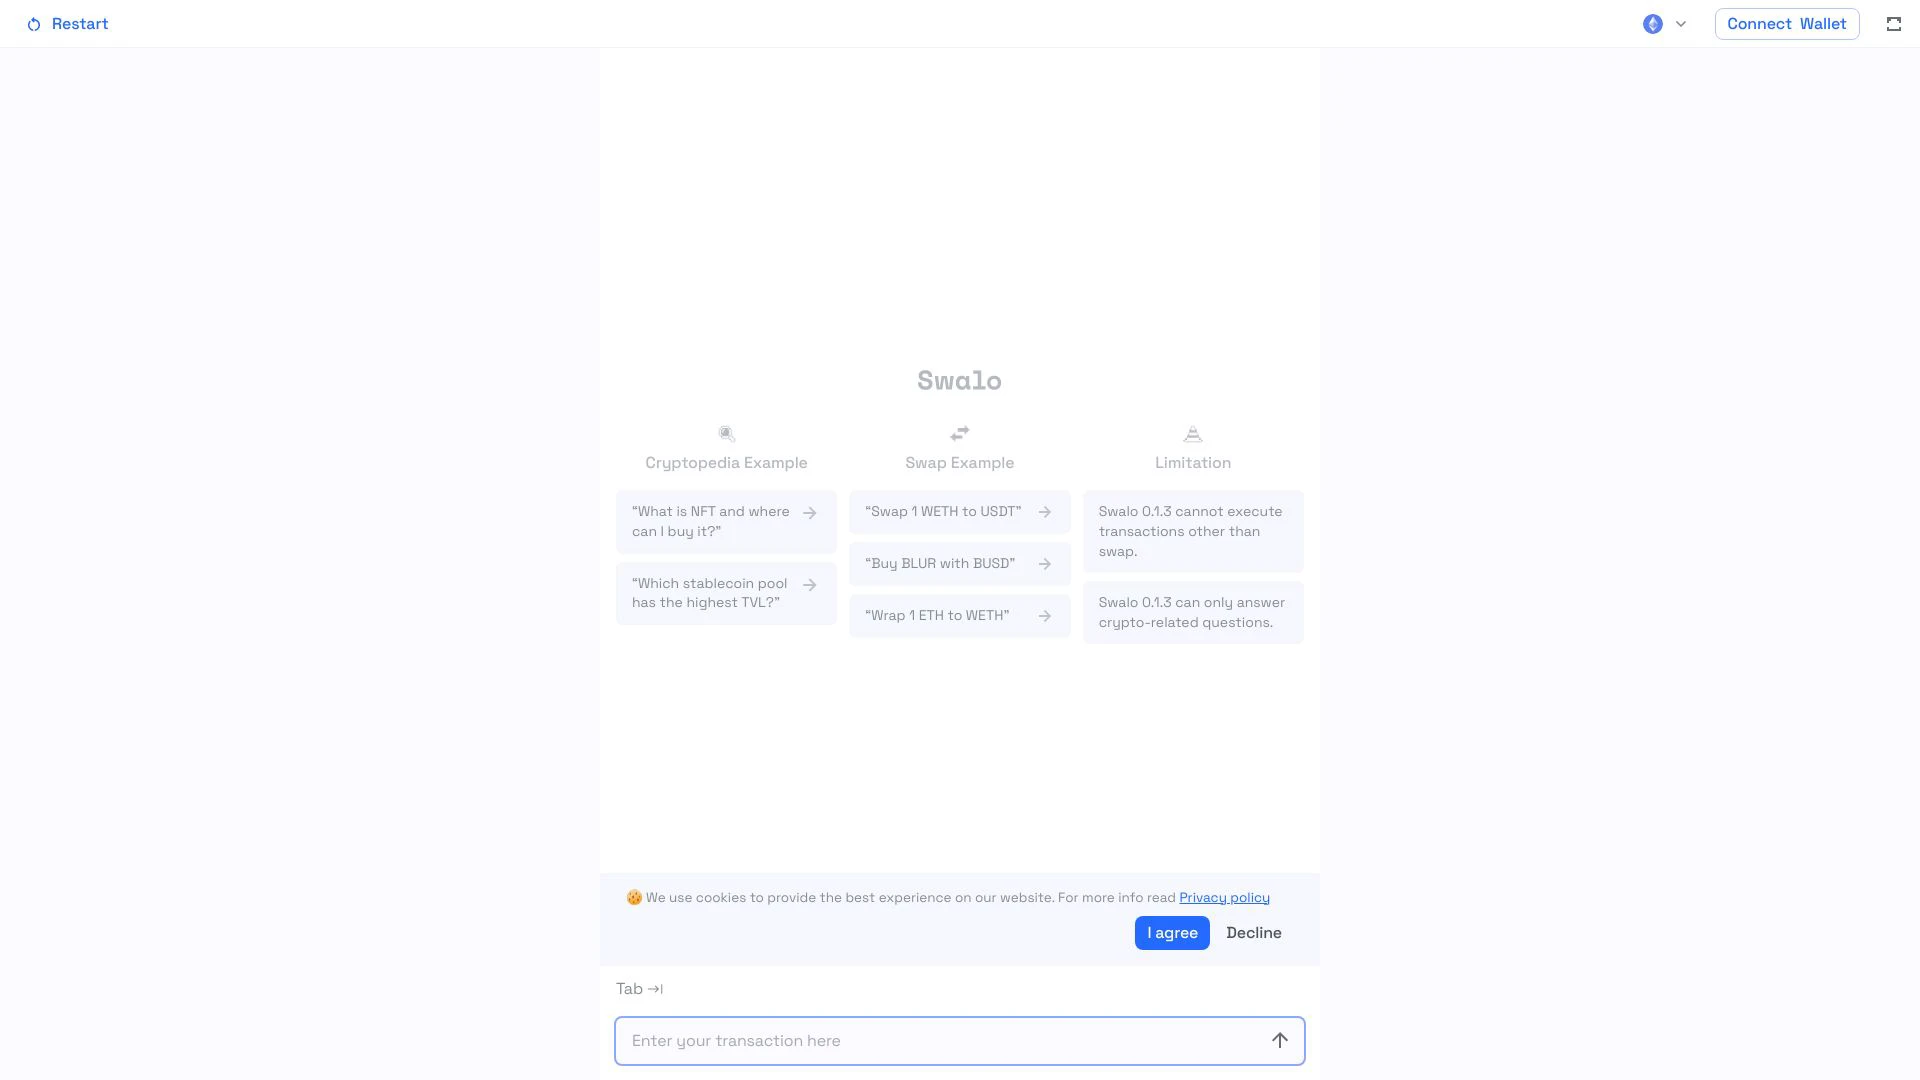 Restart
Connect Wallet
Swalo
Cryptopedia Example
“What is NFT and where
can I buy it?”
“Which stablecoin pool
has the highest TVL?”
Swap Example
“Swap 1 WETH to USDT”
“Buy BLUR with BUSD”
“Wrap 1 ETH to WETH”
Limitation
Swalo 0.1.3 cannot execute
transactions other than
swap.
Swalo 0.1.3 can only answer
crypto-related questions.
We use cookies to provide the best experience on our website. For more info read Privacy policy
I agree
Decline
Tab
Enter your transaction here